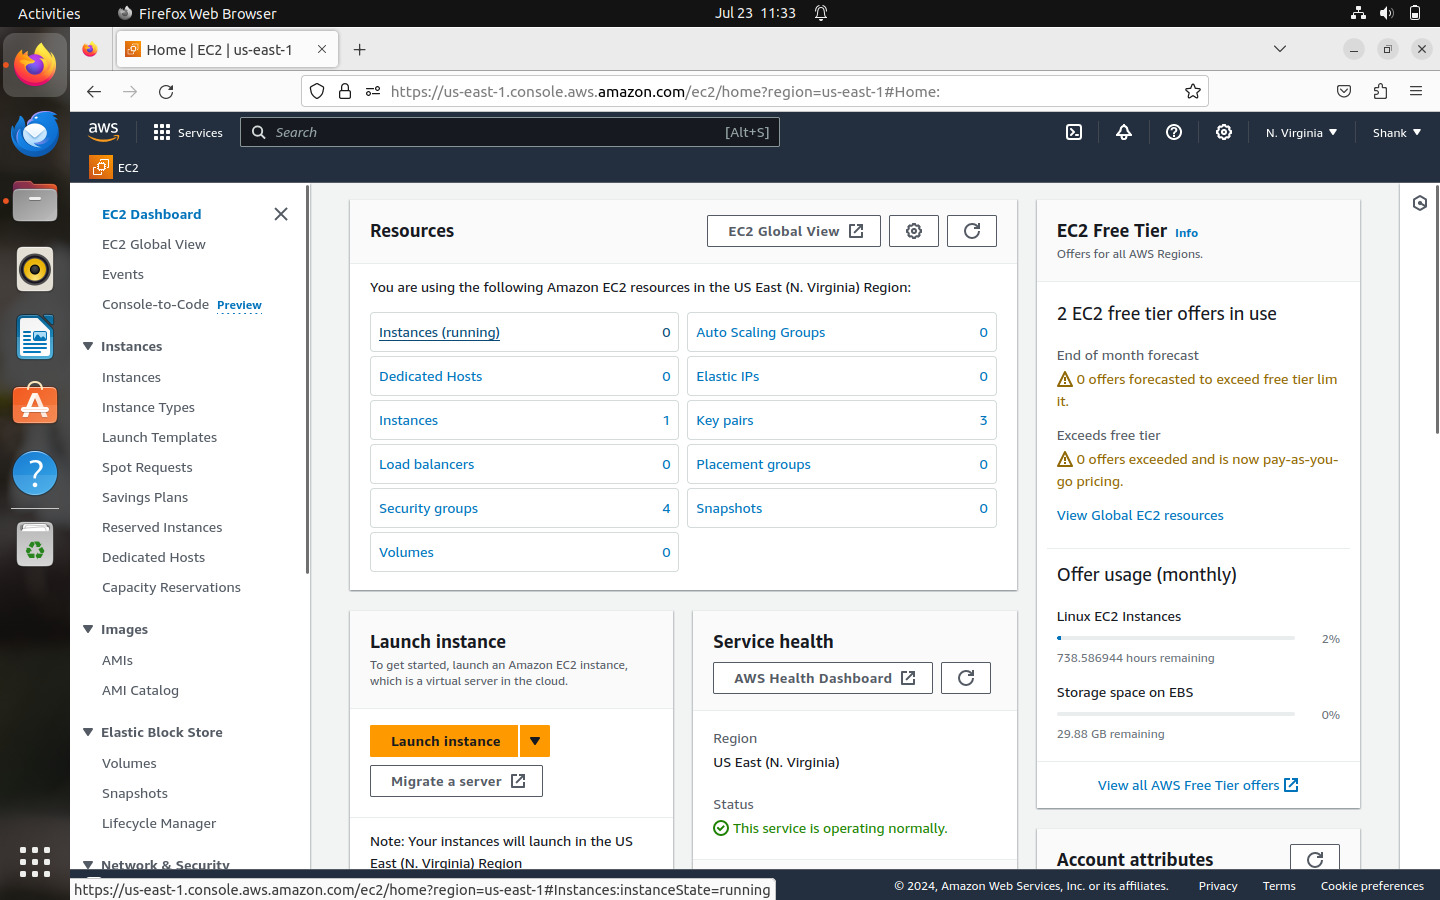 Activities
Firefox Web Browser
Jul 23 11:33
Home | EC2 | us-east-1
https://us-east-1.console.aws.amazon.com/ec2/home?region=us-east-1#Home:
aws
Services
Search
[Alt+S]
N. Virginia
Shank
EC2
EC2 Dashboard
EC2 Global View
Events
Console-to-Code Preview
Instances
Instances
Instance Types
Launch Templates
Spot Requests
Savings Plans
Reserved Instances
Dedicated Hosts
Capacity Reservations
Images
AMIs
AMI Catalog
Elastic Block Store
Volumes
Snapshots
Lifecycle Manager
Network & Security
Resources
EC2 Global View
You are using the following Amazon EC2 resources in the US East (N. Virginia) Region:
Instances (running) 0
Auto Scaling Groups 0
Dedicated Hosts 0
Elastic IPs 0
Instances 1
Key pairs 3
Load balancers 0
Placement groups 0
Security groups 4
Snapshots 0
Volumes 0
Launch instance
To get started, launch an Amazon EC2 instance,
which is a virtual server in the cloud.
Launch instance
Migrate a server
Note: Your instances will launch in the US
East (N. Virginia) Region
Service health
AWS Health Dashboard
Region
US East (N. Virginia)
Status
This service is operating normally.
EC2 Free Tier Info
Offers for all AWS Regions.
2 EC2 free tier offers in use
End of month forecast
0 offers forecasted to exceed free tier lim
it.
Exceeds free tier
0 offers exceeded and is now pay-as-you-
go pricing.
View Global EC2 resources
Offer usage (monthly)
Linux EC2 Instances
2%
738.586944 hours remaining
Storage space on EBS
0%
29.88 GB remaining
View all AWS Free Tier offers
Account attributes
https://us-east-1.console.aws.amazon.com/ec2/home?region=us-east-1#Instances:instanceState=running
© 2024, Amazon Web Services, Inc. or its affiliates.
Privacy
Terms
Cookie preferences